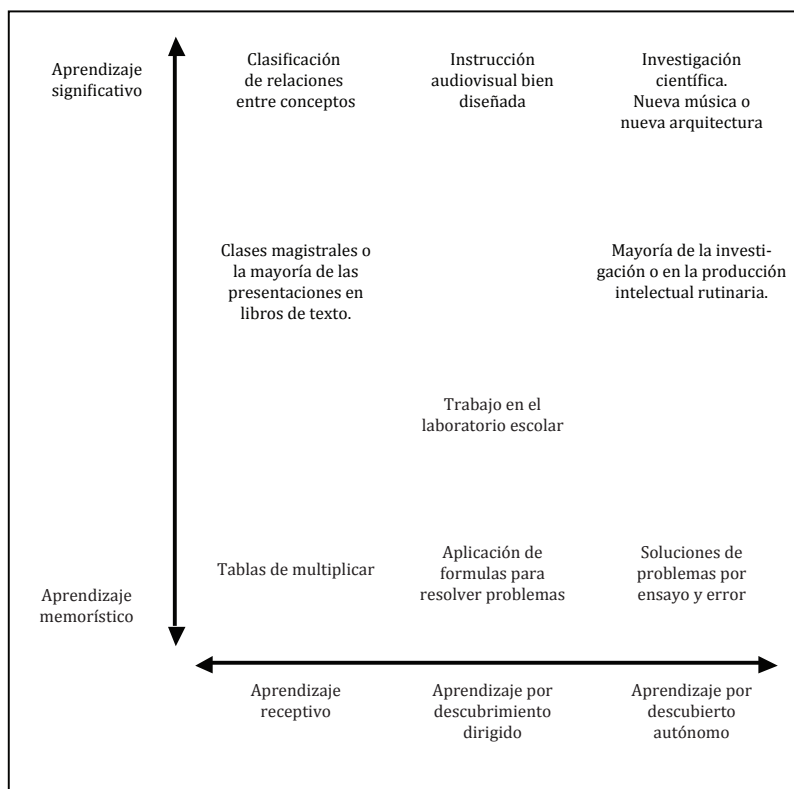 Aprendizaje
significativo
Clasificación
de relaciones
entre conceptos
Instrucción
audiovisual bien
diseñada
Investigación
científica.
Nueva música o
nueva arquitectura
Clases magistrales o
la mayoría de las
presentaciones en
libros de texto.
Mayoría de la investi-
gación o en la producción
intelectual rutinaria.
Trabajo en el
laboratorio escolar
Aprendizaje
memorístico
Tablas de multiplicar
Aplicación de
formulas para
resolver problemas
Soluciones de
problemas por
ensayo y error
Aprendizaje
receptivo
Aprendizaje por
descubrimiento
dirigido
Aprendizaje por
descubierto
autónomo